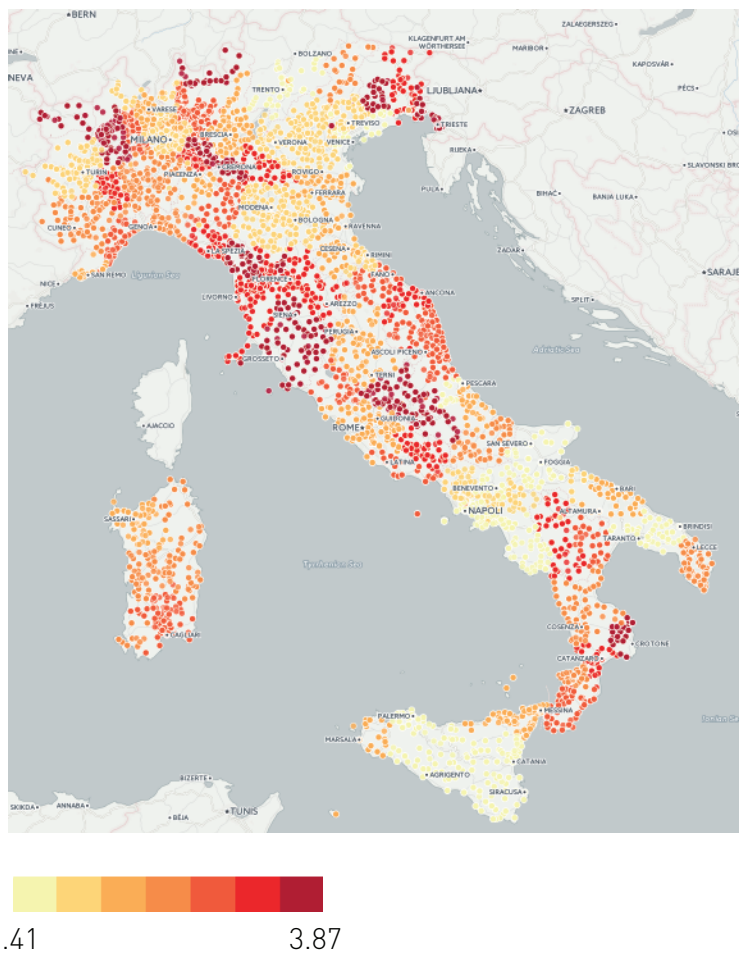 BERN
ZALAEGERSZEG
KLAGENFURT AM
WÖRTHERSEE
MARIBOR
BOLZANO
KAPOSVÁR
NEVA
TRENTO
LJUBLJANA
PÉCS
VARESE
ZAGREB
TREVISO
TRIESTE
MILANO
BRESCIA
VERONA
VENICE
RIJEKA
CREMONA
SLAVONSKI BRO
TURIN
PIACENZA
ROVIGO
PULA
BIHAĆ
BANJA LUKA
FERRARA
MODENA
CUNEO
GENOA
BOLOGNA
RAVENNA
LA SPEZIA
CESENA
ZADAR
RIMINI
SAN REMO
Ligurian Sea
FANO
SARAJE
NICE
FLORENCE
ANCONA
FRÉJUS
LIVORNO
AREZZO
SPLIT
SIENA
PERUGIA
Adriatic Sea
GROSSETO
ASCOLI PICENO
TERNI
PESCARA
AJACCIO
GUIDONIA
ROME
SAN SEVERO
LATINA
FOGGIA
BENEVENTO
BARI
SASSARI
NAPOLI
ALTAMURA
BRINDISI
TARANTO
LECCE
Tyrrhenian Sea
COSENZA
CAGLIARI
CROTONE
CATANZARO
MESSINA
PALERMO
Ionian Se
MARSALA
CATANIA
AGRIGENTO
BIZERTE
SIRACUSA
SKIKDA
ANNABA
TUNIS
BÉJA
.41
3.87